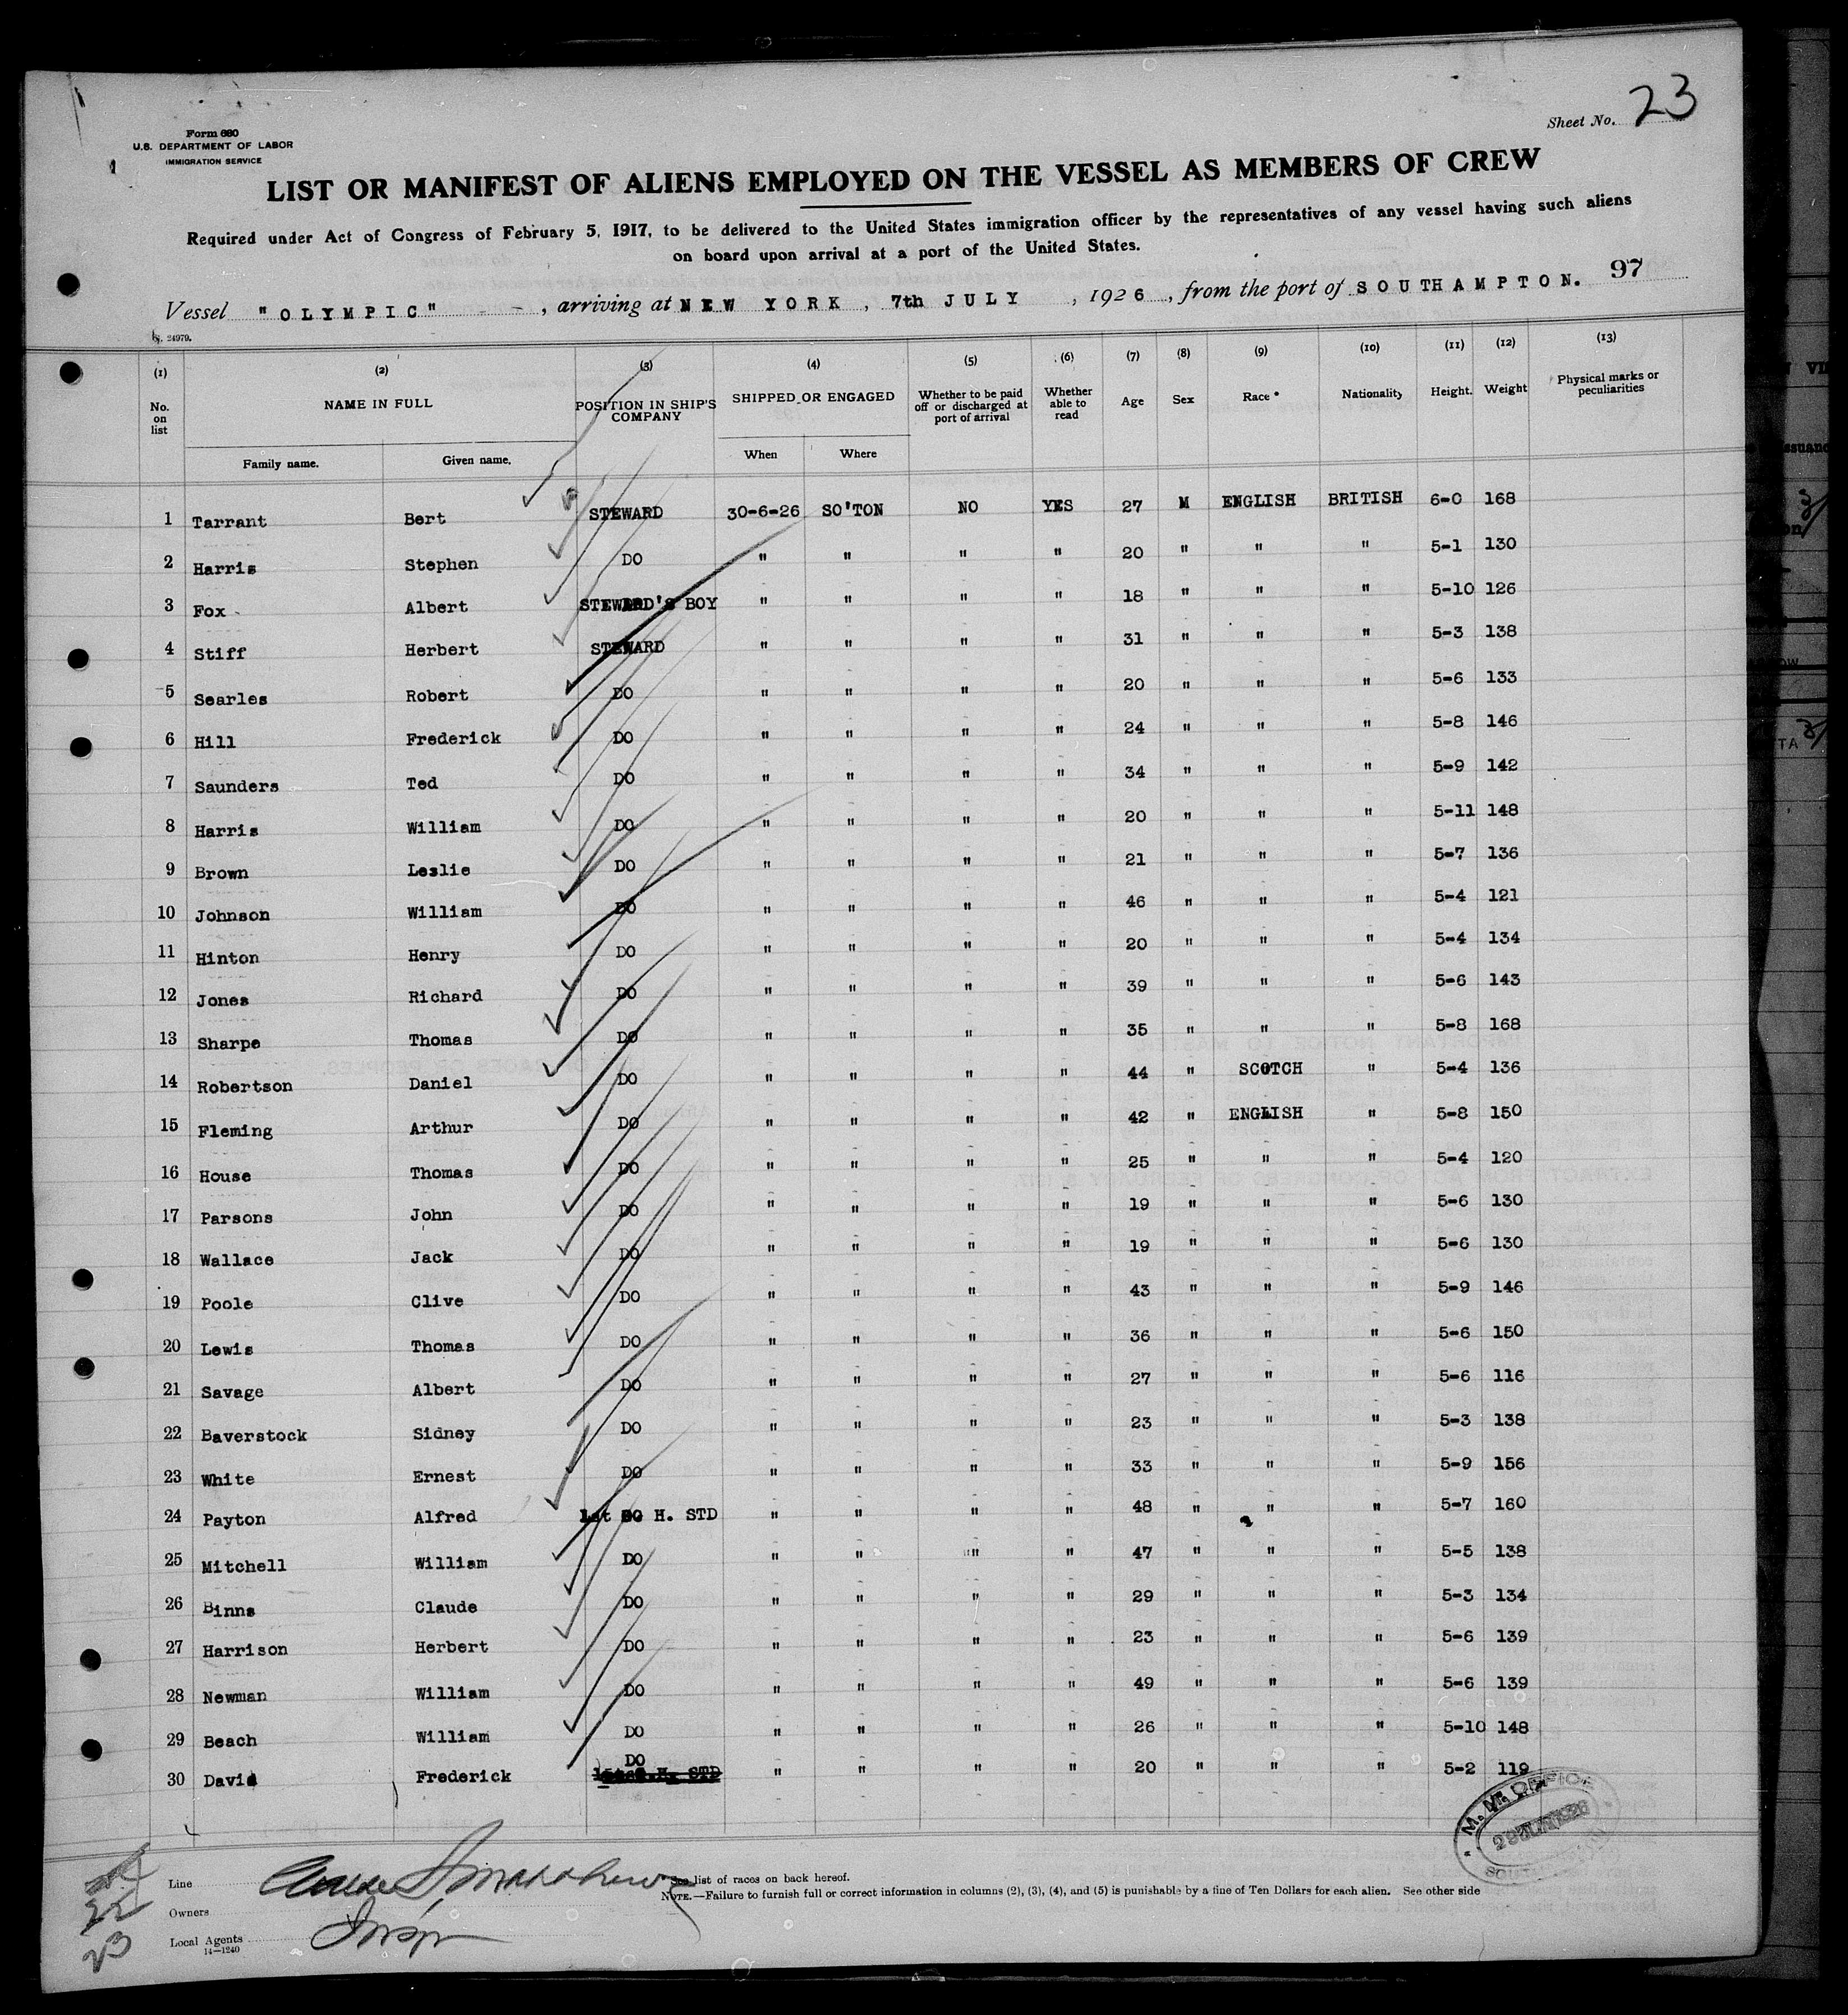 Sheet No. 23
Form 680
U.S. DEPARTMENT OF LABOR
IMMIGRATION SERVICE
LIST OR MANIFEST OF ALIENS EMPLOYED ON THE VESSEL AS MEMBERS OF CREW
Required under Act of Congress of February 5, 1917, to be delivered to the United States immigration officer by the representatives of any vessel having such aliens
on board upon arrival at a port of the United States.
97
Vessel "OLYMPIC" , arriving at NEW YORK, 7th JULY , 1926 , from the port of SOUTHAMPTON.
24979.
(1) (2) (3) (4) (5) (6) (7) (8) (9) (10) (11) (12) (13)
No. on list NAME IN FULL POSITION IN SHIP'S COMPANY SHIPPED OR ENGAGED Whether to be paid off or discharged at port of arrival Whether able to read Age Sex Race * Nationality Height. Weight Physical marks or peculiarities
Family name. Given name. When Where
1 Tarrant Bert STEWARD 30-6-26 SO'TON NO YES 27 M ENGLISH BRITISH 6-0 168
2 Harris Stephen DO " " " " 20 " " " 5-1 130
3 Fox Albert STEWARD'S BOY " " " " 18 " " " 5-10 126
4 Stiff Herbert STEWARD " " " " 31 " " " 5-3 138
5 Searles Robert DO " " " " 20 " " " 5-6 133
6 Hill Frederick DO " " " " 24 " " " 5-8 146
7 Saunders Ted DO " " " " 34 " " " 5-9 142
8 Harris William DO " " " " 20 " " " 5-11 148
9 Brown Leslie DO " " " " 21 " " " 5-7 136
10 Johnson William DO " " " " 46 " " " 5-4 121
11 Hinton Henry DO " " " " 20 " " " 5-4 134
12 Jones Richard DO " " " " 39 " " " 5-6 143
13 Sharpe Thomas DO " " " " 35 " " " 5-8 168
14 Robertson Daniel DO " " " " 44 " SCOTCH " 5-4 136
15 Fleming Arthur DO " " " " 42 " ENGLISH " 5-8 150
16 House Thomas DO " " " " 25 " " " 5-4 120
17 Parsons John DO " " " " 19 " " " 5-6 130
18 Wallace Jack DO " " " " 19 " " " 5-6 130
19 Poole Clive DO " " " " 43 " " " 5-9 146
20 Lewis Thomas DO " " " " 36 " " " 5-6 150
21 Savage Albert DO " " " " 27 " " " 5-6 116
22 Baverstock Sidney DO " " " " 23 " " " 5-3 138
23 White Ernest DO " " " " 33 " " " 5-9 156
24 Payton Alfred H. STD " " " " 48 " " " 5-7 160
25 Mitchell William DO " " " " 47 " " " 5-5 138
26 Binns Claude DO " " " " 29 " " " 5-3 134
27 Harrison Herbert DO " " " " 23 " " " 5-6 139
28 Newman William DO " " " " 49 " " " 5-6 139
29 Beach William DO " " " " 26 " " " 5-10 148
30 David Frederick DO " " " " 20 " " " 5-2 119
M. M. OFFICE
Line
* See list of races on back hereof.
NOTE.—Failure to furnish full or correct information in columns (2), (3), (4), and (5) is punishable by a fine of Ten Dollars for each alien. See other side
Owners
22
Local Agents
14—1240
23